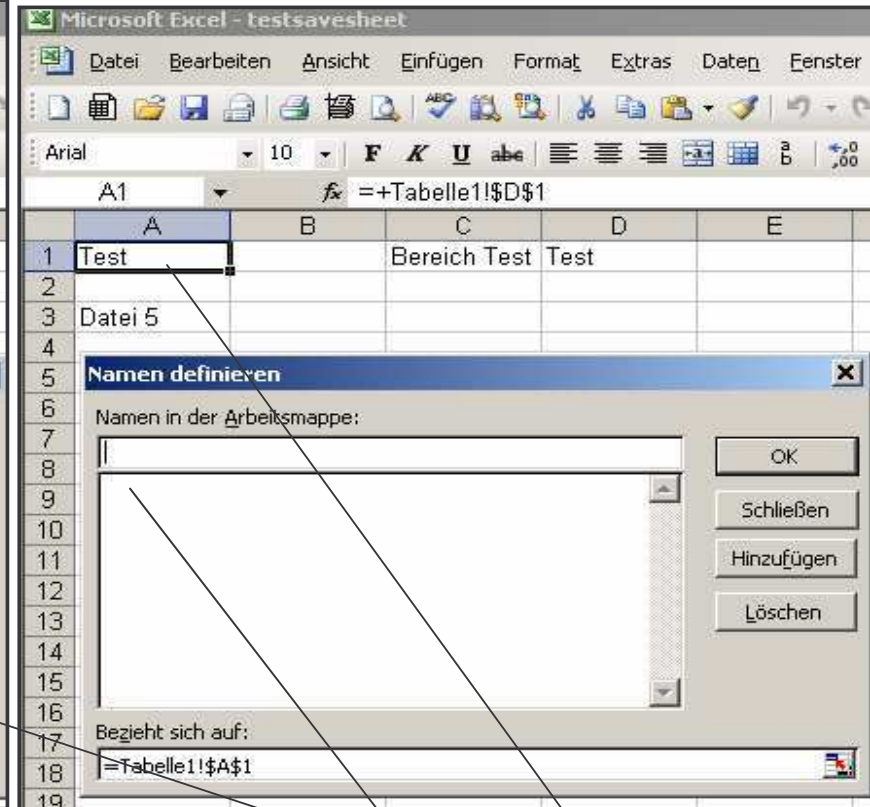 Microsoft Excel - testsavesheet
Datei Bearbeiten Ansicht Einfügen Format Extras Daten Fenster
ABC
Arial 10 F K U abc a b ,00
A1 fx =+Tabelle1!$D$1
A B C D E
1 Test Bereich Test Test
2
3 Datei 5
4
5 Namen definieren
6 Namen in der Arbeitsmappe:
7
8 OK
9
10 Schließen
11 Hinzufügen
12
13 Löschen
14
15
16
17 Bezieht sich auf:
18 =Tabelle1!$A$1
19